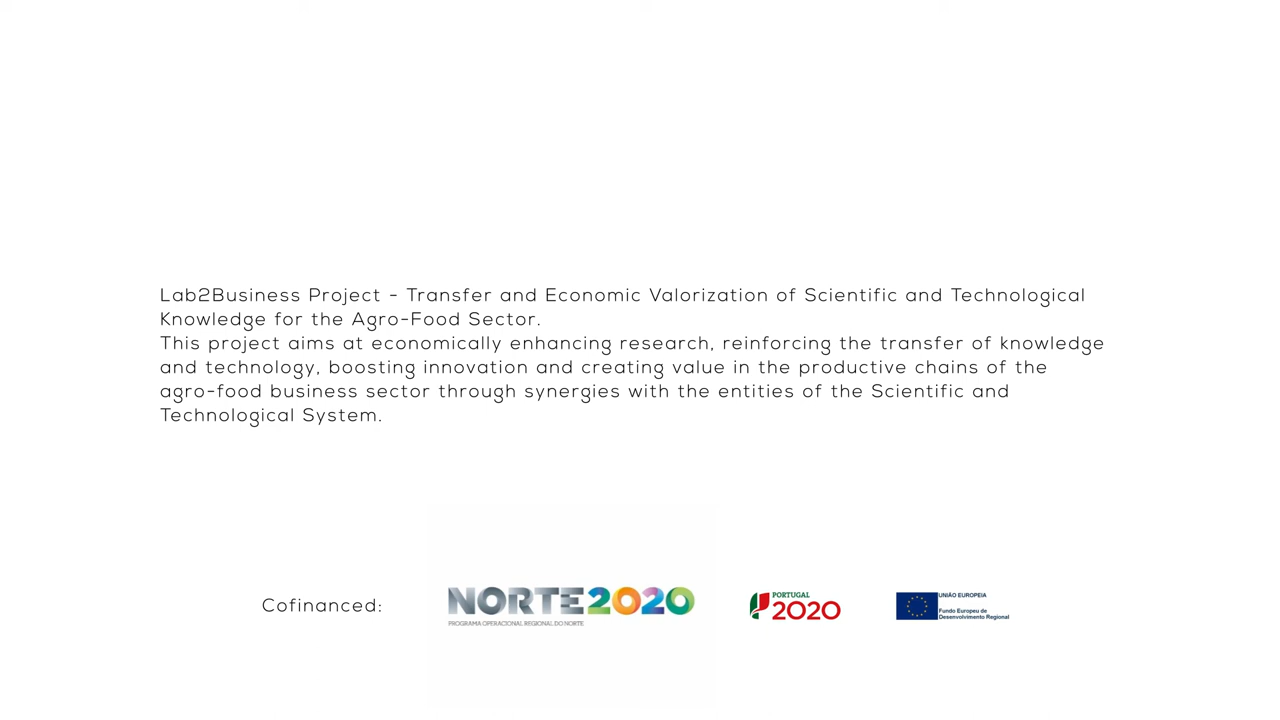 Lab2Business Project - Transfer and Economic Valorization of Scientific and Technological
Knowledge for the Agro-Food Sector.
This project aims at economically enhancing research, reinforcing the transfer of knowledge
and technology, boosting innovation and creating value in the productive chains of the
agro-food business sector through synergies with the entities of the Scientific and
Technological System.
Cofinanced:
NORTE2020
PROGRAMA OPERACIONAL REGIONAL DO NORTE
PORTUGAL
2020
UNIÃO EUROPEIA
Fundo Europeu de
Desenvolvimento Regional